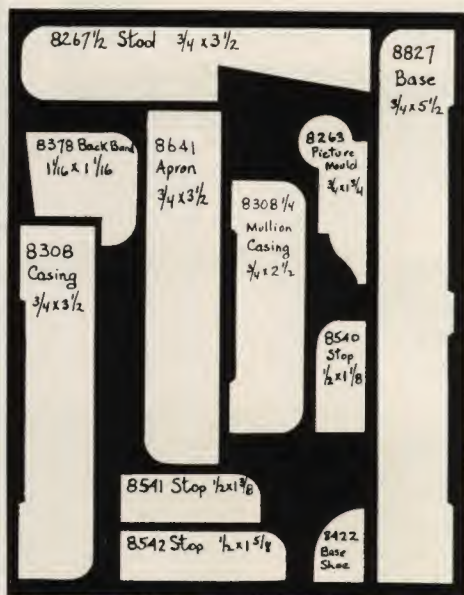 8267½ Stool ¾ x 3½
8827
Base
¾ x 5½
8378 Back Band
1 1/16 x 1 1/16
8641
Apron
¾ x 3½
8263
Picture
Mould
¾ x 1¾
8308¼
Mullion
Casing
¾ x 2½
8308
Casing
¾ x 3½
8540
Stop
½ x 1⅛
8541 Stop ½ x 1⅜
8542 Stop ½ x 1⅝
8422
Base
Shoe